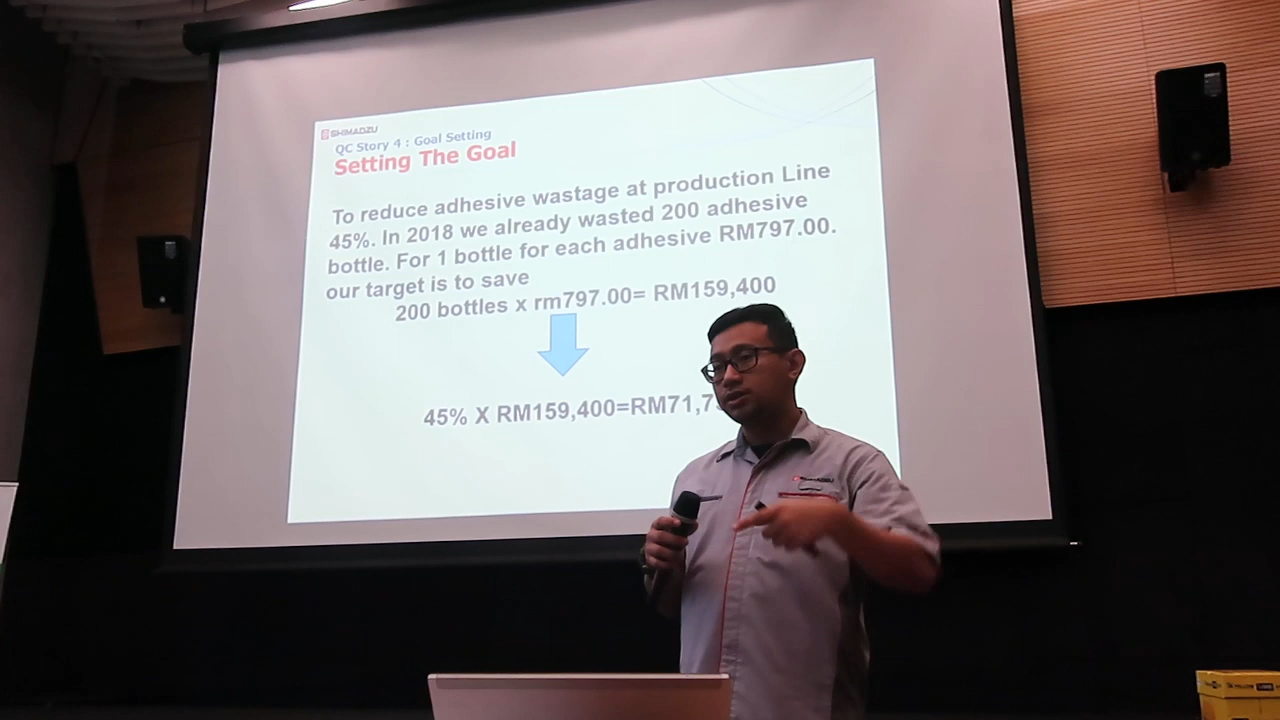 SHIMADZU
QC Story 4 : Goal Setting
Setting The Goal
To reduce adhesive wastage at production Line
45%. In 2018 we already wasted 200 adhesive
bottle. For 1 bottle for each adhesive RM797.00.
our target is to save
200 bottles x rm797.00= RM159,400
45% X RM159,400=RM71,7
SHIMADZU